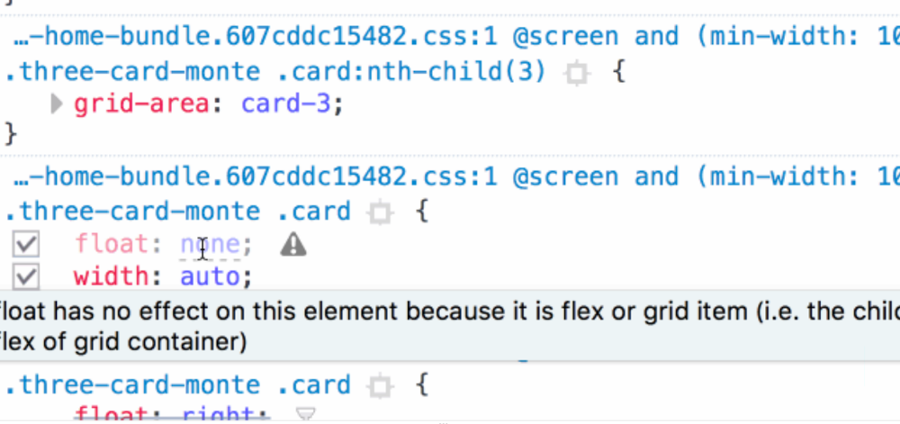 }
…-home-bundle.607cddc15482.css:1 @screen and (min-width: 10
.three-card-monte .card:nth-child(3) {
grid-area: card-3;
}
…-home-bundle.607cddc15482.css:1 @screen and (min-width: 10
.three-card-monte .card {
float: none;
width: auto;
float has no effect on this element because it is flex or grid item (i.e. the chil
flex of grid container)
.three-card-monte .card {
float: right;